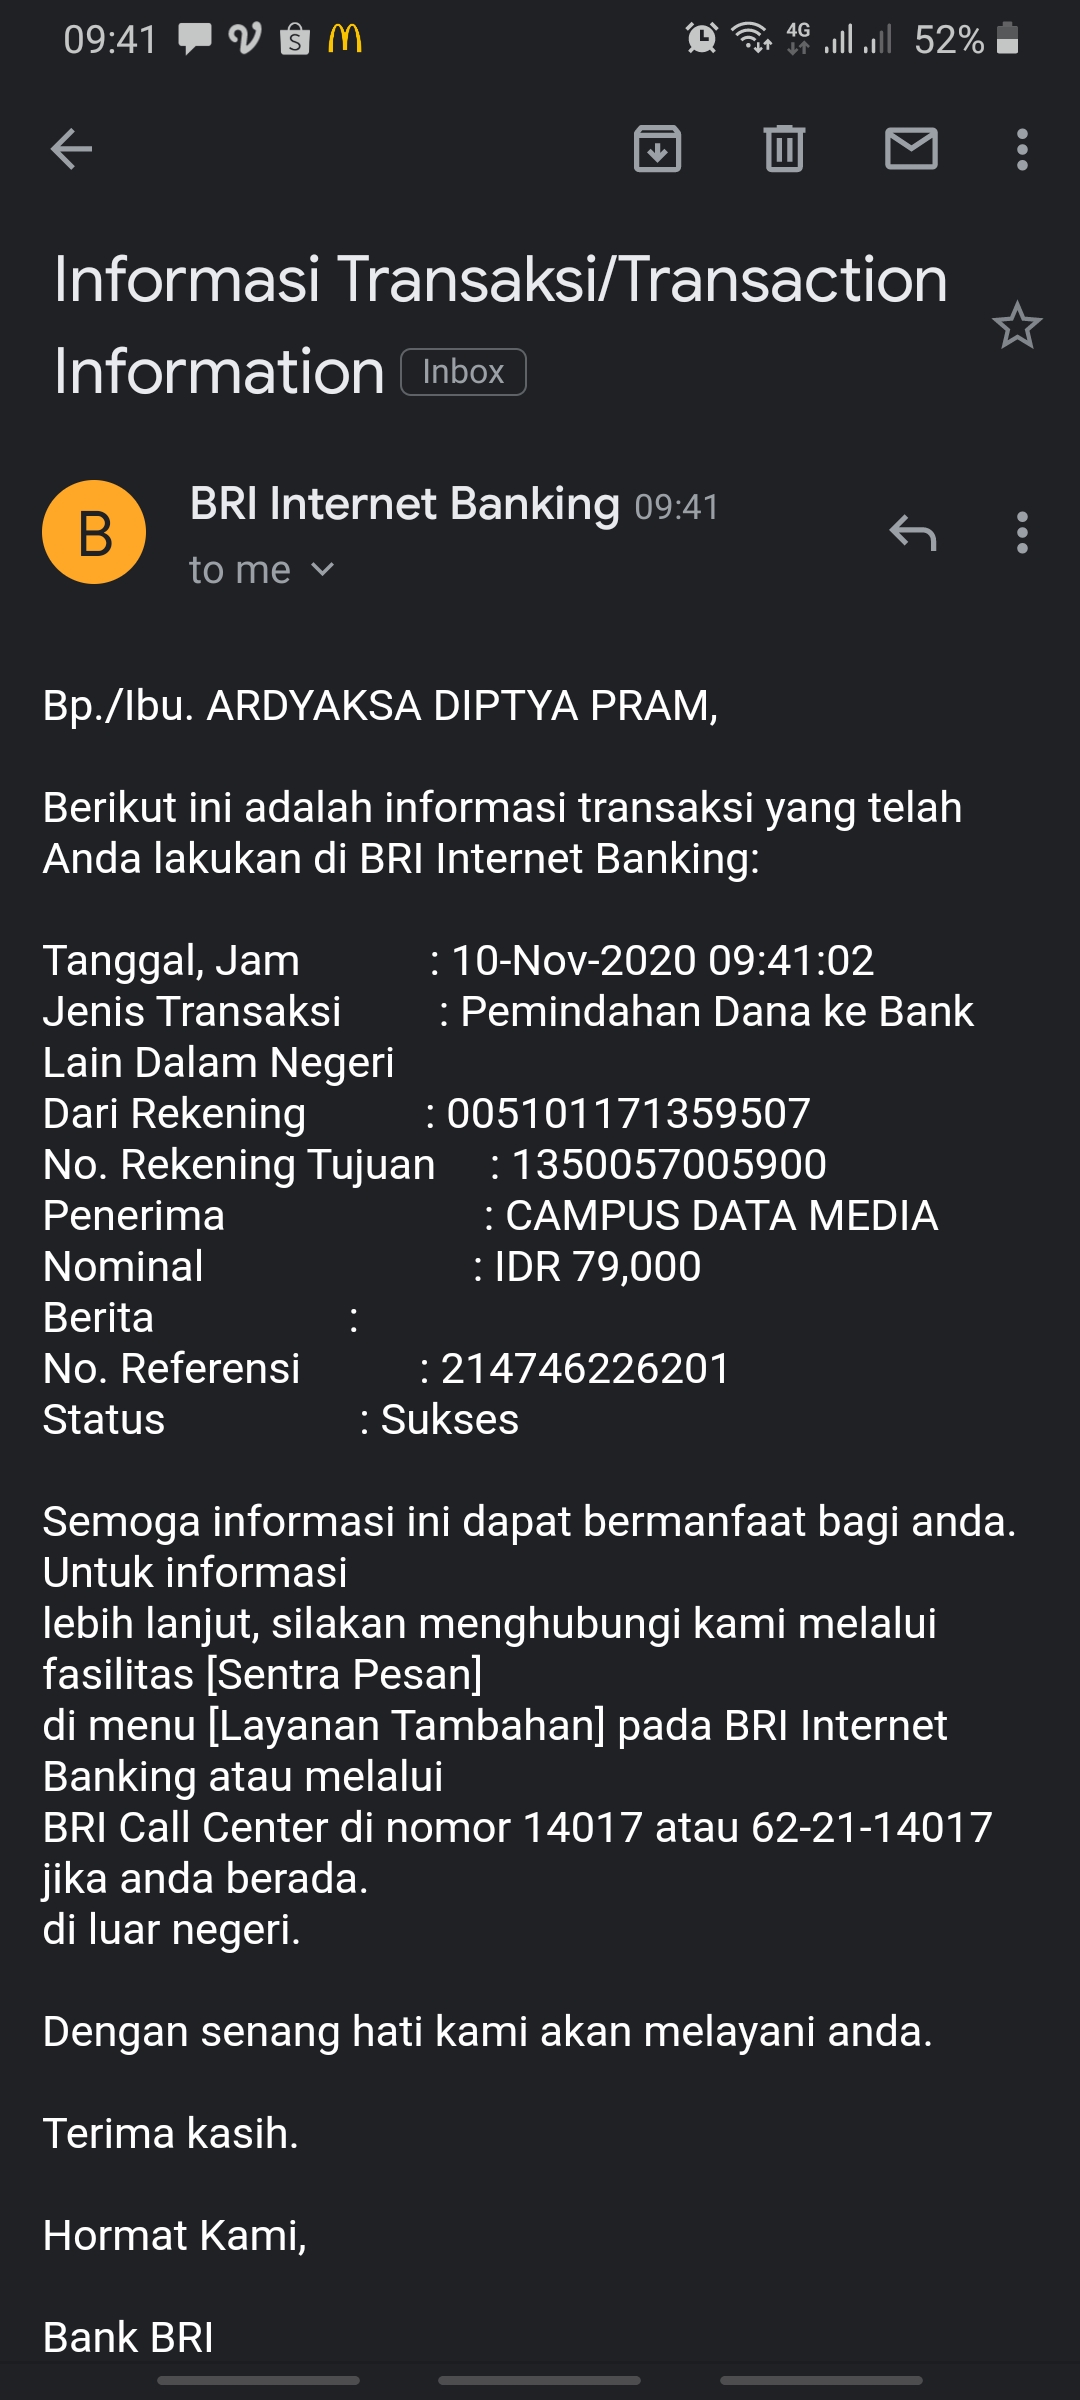 09:41 4G 52%
Informasi Transaksi/Transaction
Information Inbox
B BRI Internet Banking 09:41
to me
Bp./Ibu. ARDYAKSA DIPTYA PRAM,
Berikut ini adalah informasi transaksi yang telah
Anda lakukan di BRI Internet Banking:
Tanggal, Jam : 10-Nov-2020 09:41:02
Jenis Transaksi : Pemindahan Dana ke Bank
Lain Dalam Negeri
Dari Rekening : 005101171359507
No. Rekening Tujuan : 1350057005900
Penerima : CAMPUS DATA MEDIA
Nominal : IDR 79,000
Berita :
No. Referensi : 214746226201
Status : Sukses
Semoga informasi ini dapat bermanfaat bagi anda.
Untuk informasi
lebih lanjut, silakan menghubungi kami melalui
fasilitas [Sentra Pesan]
di menu [Layanan Tambahan] pada BRI Internet
Banking atau melalui
BRI Call Center di nomor 14017 atau 62-21-14017
jika anda berada.
di luar negeri.
Dengan senang hati kami akan melayani anda.
Terima kasih.
Hormat Kami,
Bank BRI